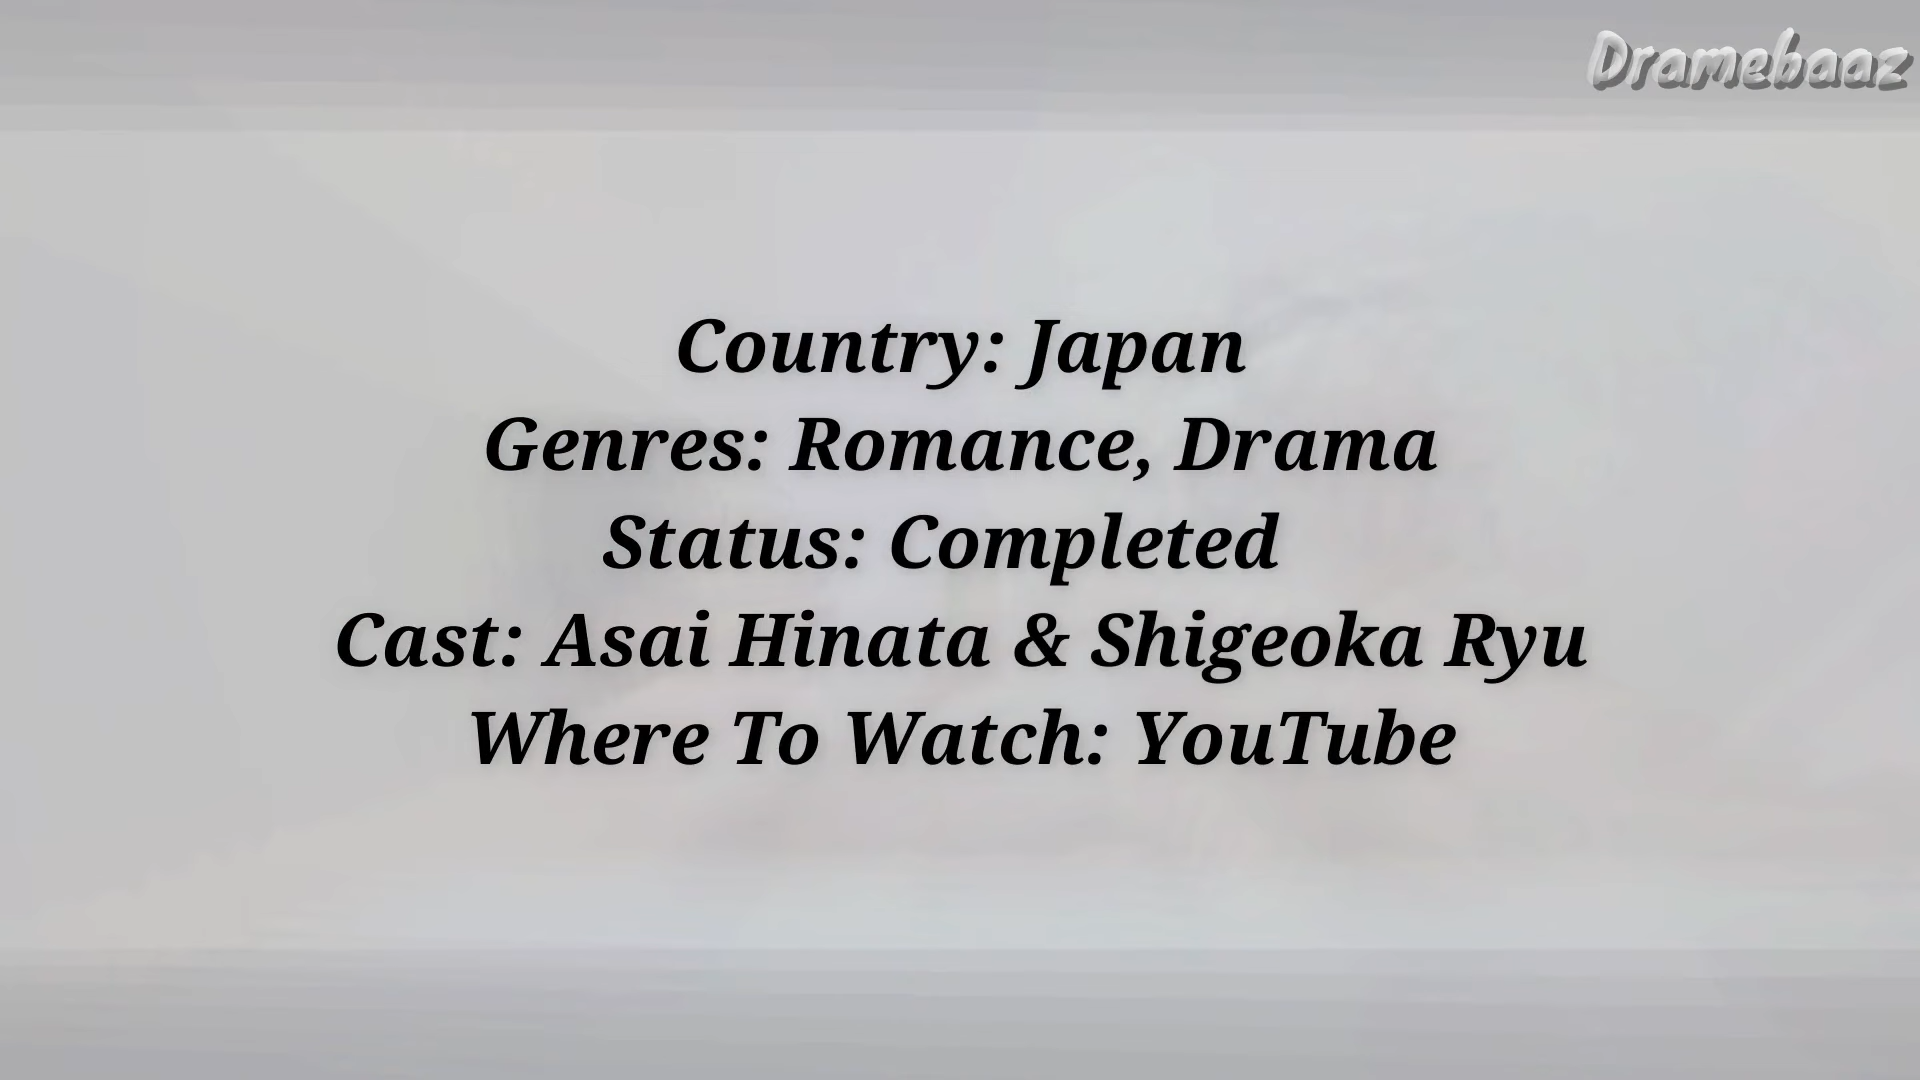 Dramebaaz
Country: Japan
Genres: Romance, Drama
Status: Completed
Cast: Asai Hinata & Shigeoka Ryu
Where To Watch: YouTube